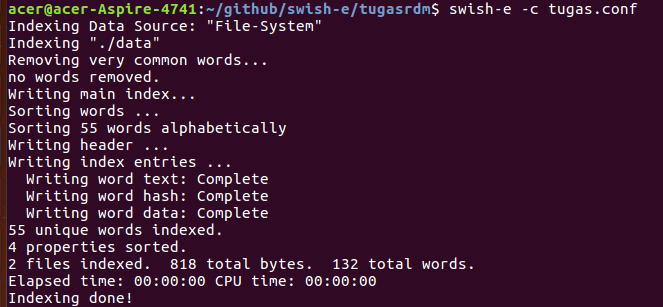 acer@acer-Aspire-4741:~/github/swish-e/tugasrdm$ swish-e -c tugas.conf
Indexing Data Source: "File-System"
Indexing "./data"
Removing very common words...
no words removed.
Writing main index...
Sorting words ...
Sorting 55 words alphabetically
Writing header ...
Writing index entries ...
  Writing word text: Complete
  Writing word hash: Complete
  Writing word data: Complete
55 unique words indexed.
4 properties sorted.
2 files indexed.  818 total bytes.  132 total words.
Elapsed time: 00:00:00 CPU time: 00:00:00
Indexing done!